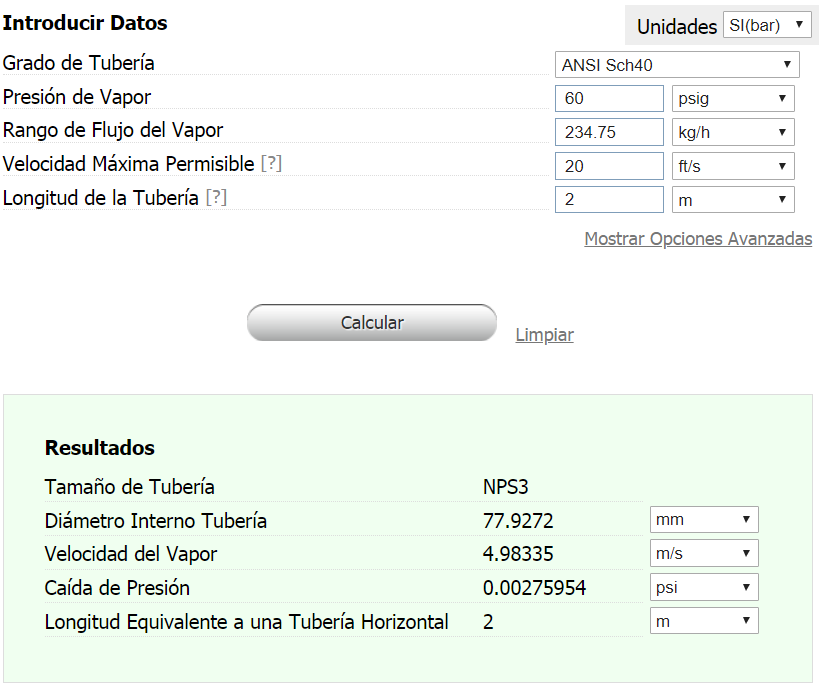 Introducir Datos
Unidades SI(bar) ▼
Grado de Tubería ANSI Sch40 ▼
Presión de Vapor 60 psig ▼
Rango de Flujo del Vapor 234.75 kg/h ▼
Velocidad Máxima Permisible [?] 20 ft/s ▼
Longitud de la Tubería [?] 2 m ▼
Mostrar Opciones Avanzadas
Calcular Limpiar
Resultados
Tamaño de Tubería NPS3
Diámetro Interno Tubería 77.9272 mm ▼
Velocidad del Vapor 4.98335 m/s ▼
Caída de Presión 0.00275954 psi ▼
Longitud Equivalente a una Tubería Horizontal 2 m ▼